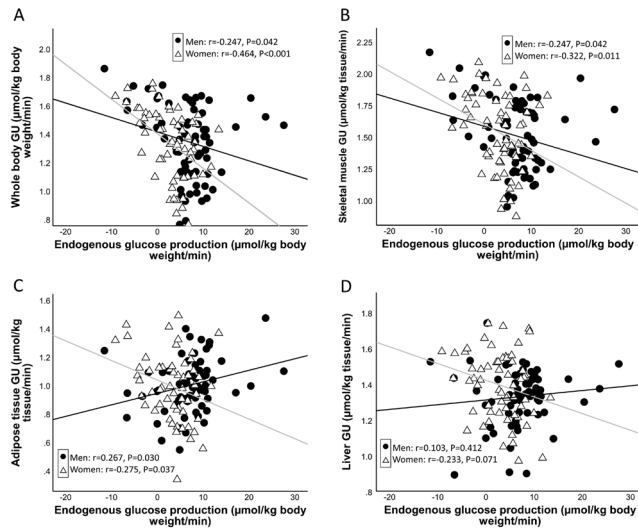 A
Men: r=-0.247, P=0.042
Women: r=-0.464, P<0.001
Whole body GU (µmol/kg body
weight/min)
2.0
1.8
1.6
1.4
1.2
1.0
.8
-20 -10 0 10 20 30
Endogenous glucose production (µmol/kg body
weight/min)
B
Men: r=-0.247, P=0.042
Women: r=-0.322, P=0.011
Skeletal muscle GU (µmol/kg tissue/min)
2.25
2.00
1.75
1.50
1.25
1.00
-20 -10 0 10 20 30
Endogenous glucose production (µmol/kg body
weight/min)
C
Adipose tissue GU (µmol/kg
tissue/min)
1.6
1.4
1.2
1.0
.8
.6
.4
Men: r=0.267, P=0.030
Women: r=-0.275, P=0.037
-20 -10 0 10 20 30
Endogenous glucose production (µmol/kg body
weight/min)
D
Liver GU (µmol/kg tissue/min)
1.8
1.6
1.4
1.2
1.0
.8
Men: r=0.103, P=0.412
Women: r=-0.233, P=0.071
-20 -10 0 10 20 30
Endogenous glucose production (µmol/kg body
weight/min)